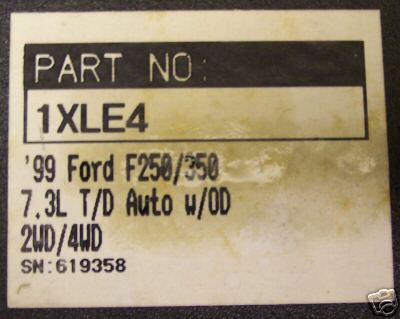 PART NO:
1XLE4
'99 Ford F250/350
7.3L T/D Auto w/OD
2WD/4WD
SN:619358